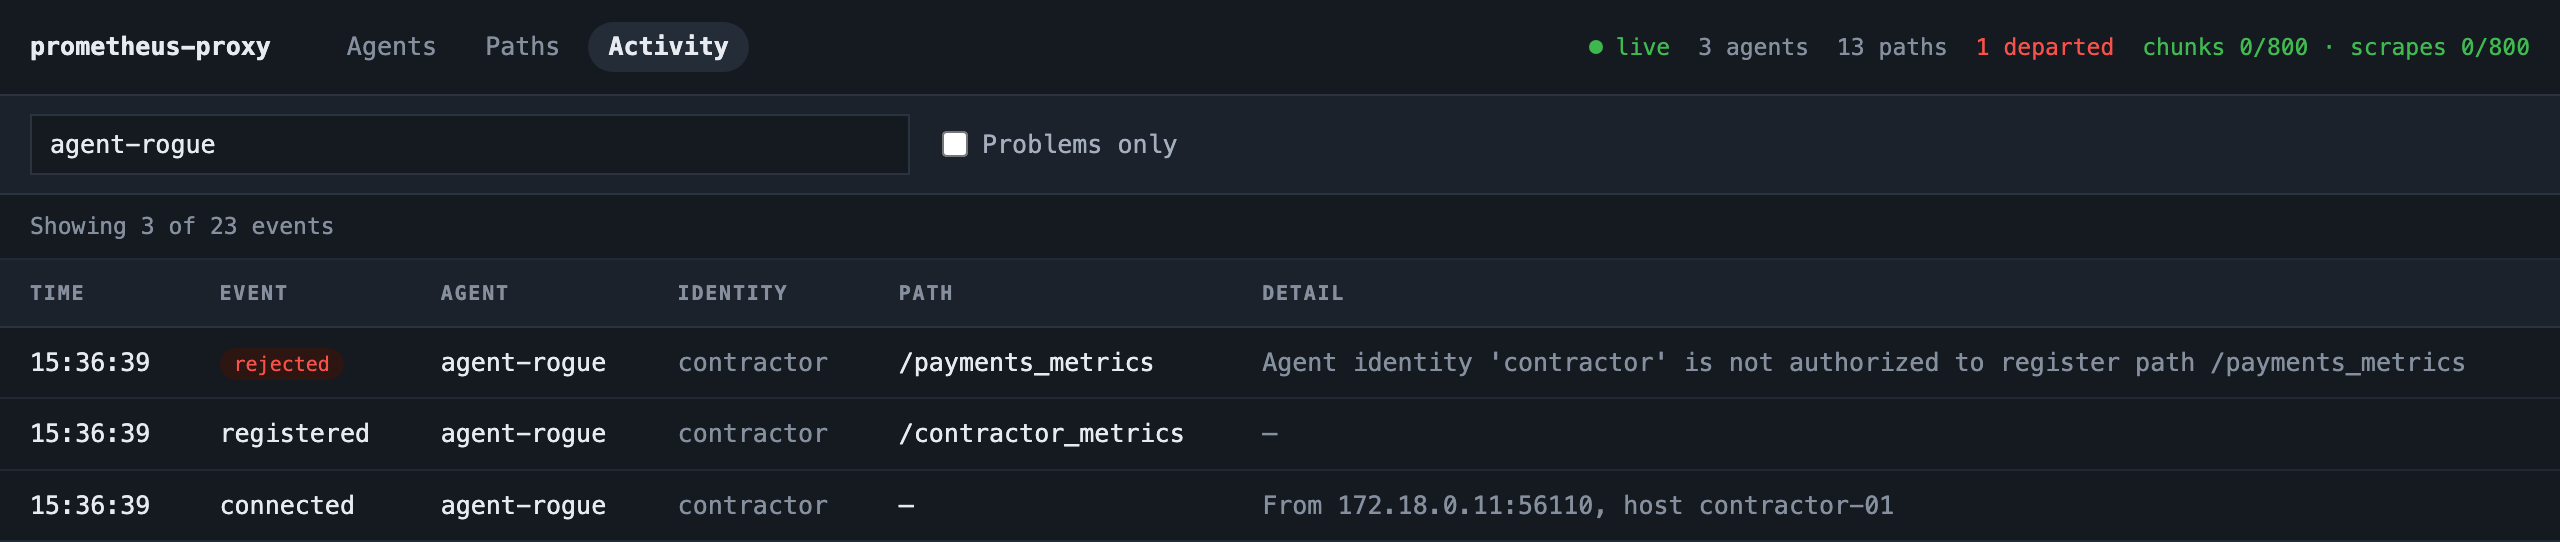 prometheus-proxy Agents Paths Activity ● live 3 agents 13 paths 1 departed chunks 0/800 · scrapes 0/800
agent-rogue Problems only
Showing 3 of 23 events
TIME EVENT AGENT IDENTITY PATH DETAIL
15:36:39 rejected agent-rogue contractor /payments_metrics Agent identity 'contractor' is not authorized to register path /payments_metrics
15:36:39 registered agent-rogue contractor /contractor_metrics —
15:36:39 connected agent-rogue contractor — From 172.18.0.11:56110, host contractor-01